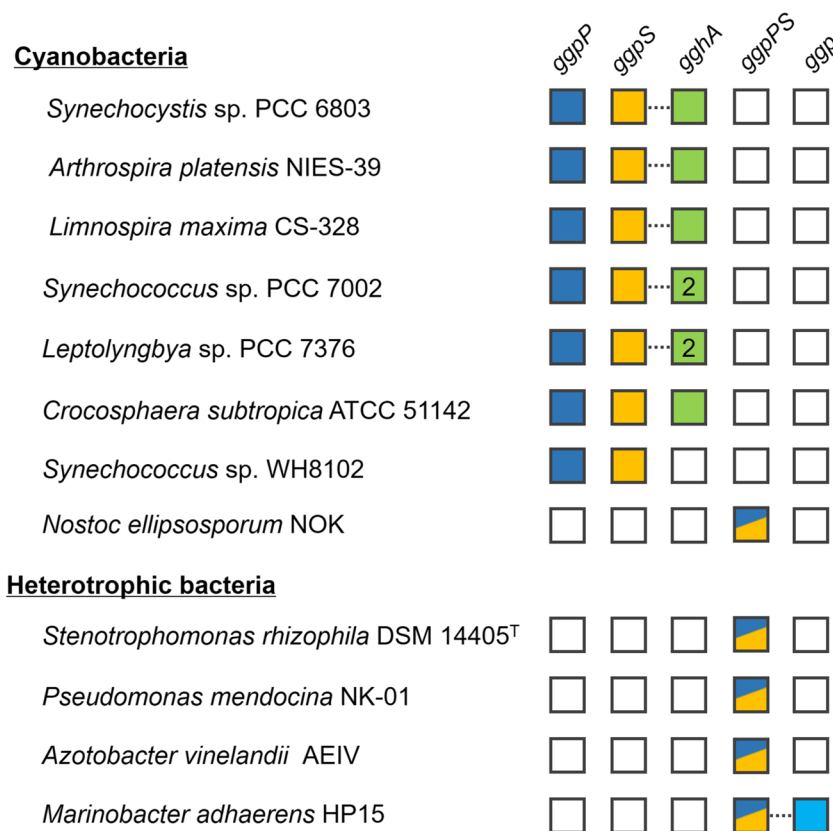 ggpP ggpS gghA ggpPS ggp
Cyanobacteria
Synechocystis sp. PCC 6803
Arthrospira platensis NIES-39
Limnospira maxima CS-328
Synechococcus sp. PCC 7002 2
Leptolyngbya sp. PCC 7376 2
Crocosphaera subtropica ATCC 51142
Synechococcus sp. WH8102
Nostoc ellipsosporum NOK
Heterotrophic bacteria
Stenotrophomonas rhizophila DSM 14405ᵀ
Pseudomonas mendocina NK-01
Azotobacter vinelandii AEIV
Marinobacter adhaerens HP15